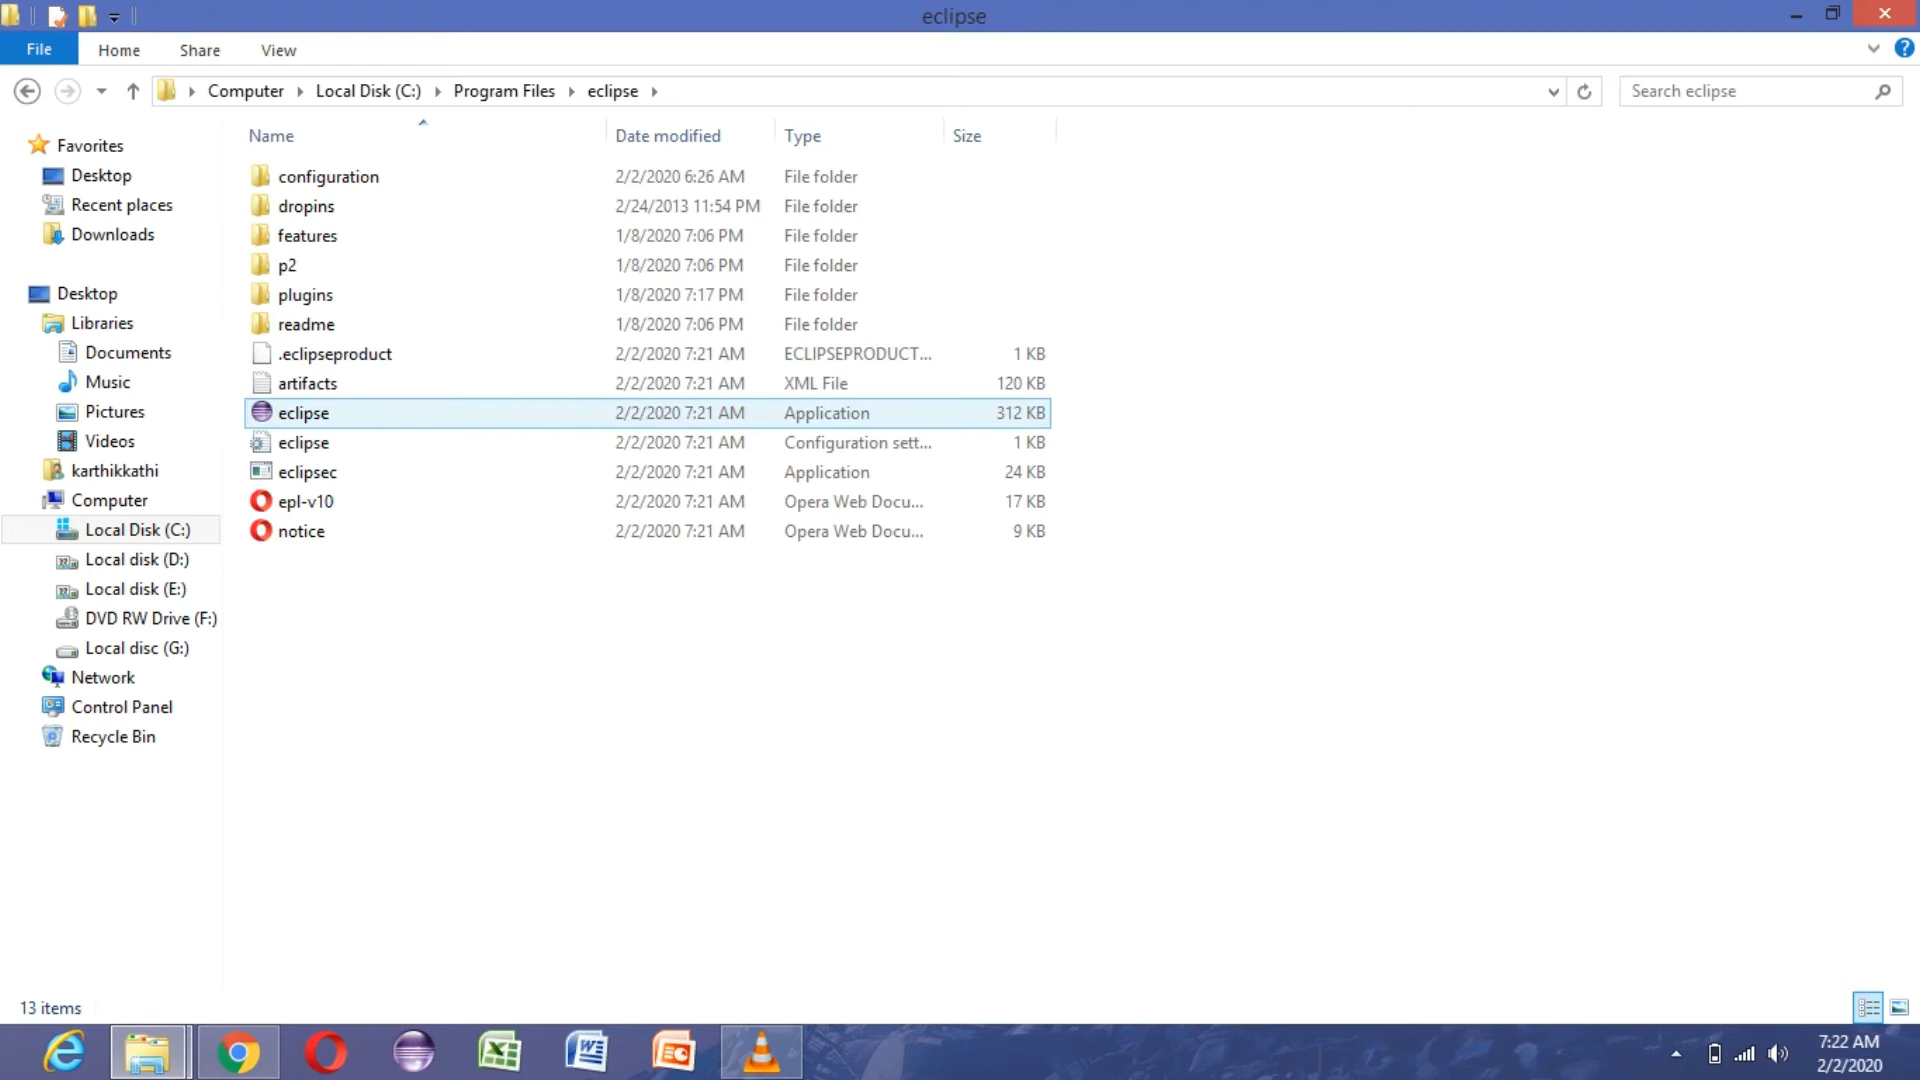 eclipse
File Home Share View
Computer Local Disk (C:) Program Files eclipse Search eclipse
Name Date modified Type Size
Favorites
Desktop
Recent places
Downloads
Desktop
Libraries
Documents
Music
Pictures
Videos
karthikkathi
Computer
Local Disk (C:)
Local disk (D:)
Local disk (E:)
DVD RW Drive (F:)
Local disc (G:)
Network
Control Panel
Recycle Bin
configuration 2/2/2020 6:26 AM File folder
dropins 2/24/2013 11:54 PM File folder
features 1/8/2020 7:06 PM File folder
p2 1/8/2020 7:06 PM File folder
plugins 1/8/2020 7:17 PM File folder
readme 1/8/2020 7:06 PM File folder
.eclipseproduct 2/2/2020 7:21 AM ECLIPSEPRODUCT... 1 KB
artifacts 2/2/2020 7:21 AM XML File 120 KB
eclipse 2/2/2020 7:21 AM Application 312 KB
eclipse 2/2/2020 7:21 AM Configuration sett... 1 KB
eclipsec 2/2/2020 7:21 AM Application 24 KB
epl-v10 2/2/2020 7:21 AM Opera Web Docu... 17 KB
notice 2/2/2020 7:21 AM Opera Web Docu... 9 KB
13 items
7:22 AM
2/2/2020